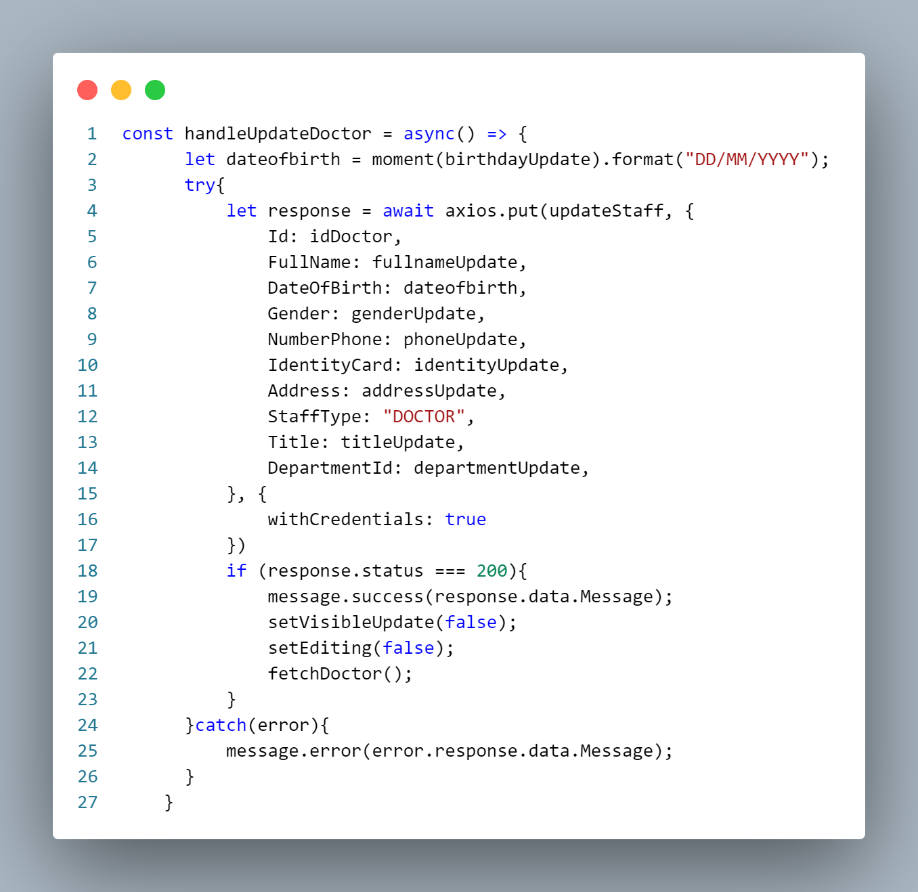 1 const handleUpdateDoctor = async() => {
2 let dateofbirth = moment(birthdayUpdate).format("DD/MM/YYYY");
3 try{
4 let response = await axios.put(updateStaff, {
5 Id: idDoctor,
6 FullName: fullnameUpdate,
7 DateOfBirth: dateofbirth,
8 Gender: genderUpdate,
9 NumberPhone: phoneUpdate,
10 IdentityCard: identityUpdate,
11 Address: addressUpdate,
12 StaffType: "DOCTOR",
13 Title: titleUpdate,
14 DepartmentId: departmentUpdate,
15 }, {
16 withCredentials: true
17 })
18 if (response.status === 200){
19 message.success(response.data.Message);
20 setVisibleUpdate(false);
21 setEditing(false);
22 fetchDoctor();
23 }
24 }catch(error){
25 message.error(error.response.data.Message);
26 }
27 }